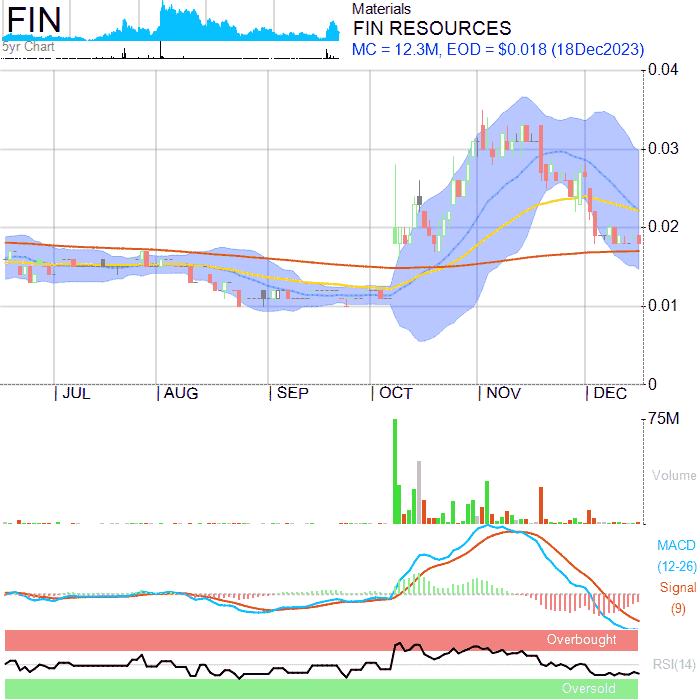 FIN
5yr Chart
Materials
FIN RESOURCES
MC = 12.3M, EOD = $0.018 (18Dec2023)
0.04
0.03
0.02
0.01
0
JUL AUG SEP OCT NOV DEC
75M
Volume
MACD
(12-26)
Signal
(9)
Overbought
RSI(14)
Oversold